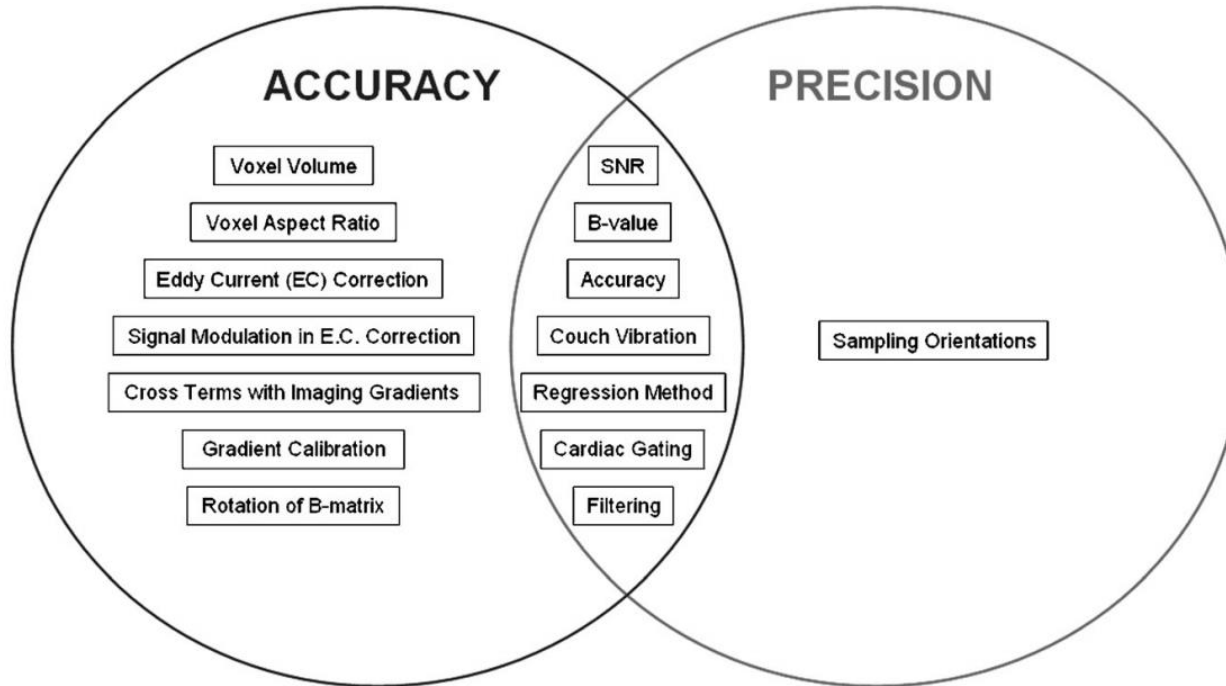 ACCURACY
PRECISION
Voxel Volume
SNR
Voxel Aspect Ratio
B-value
Eddy Current (EC) Correction
Accuracy
Signal Modulation in E.C. Correction
Couch Vibration
Sampling Orientations
Cross Terms with Imaging Gradients
Regression Method
Gradient Calibration
Cardiac Gating
Rotation of B-matrix
Filtering